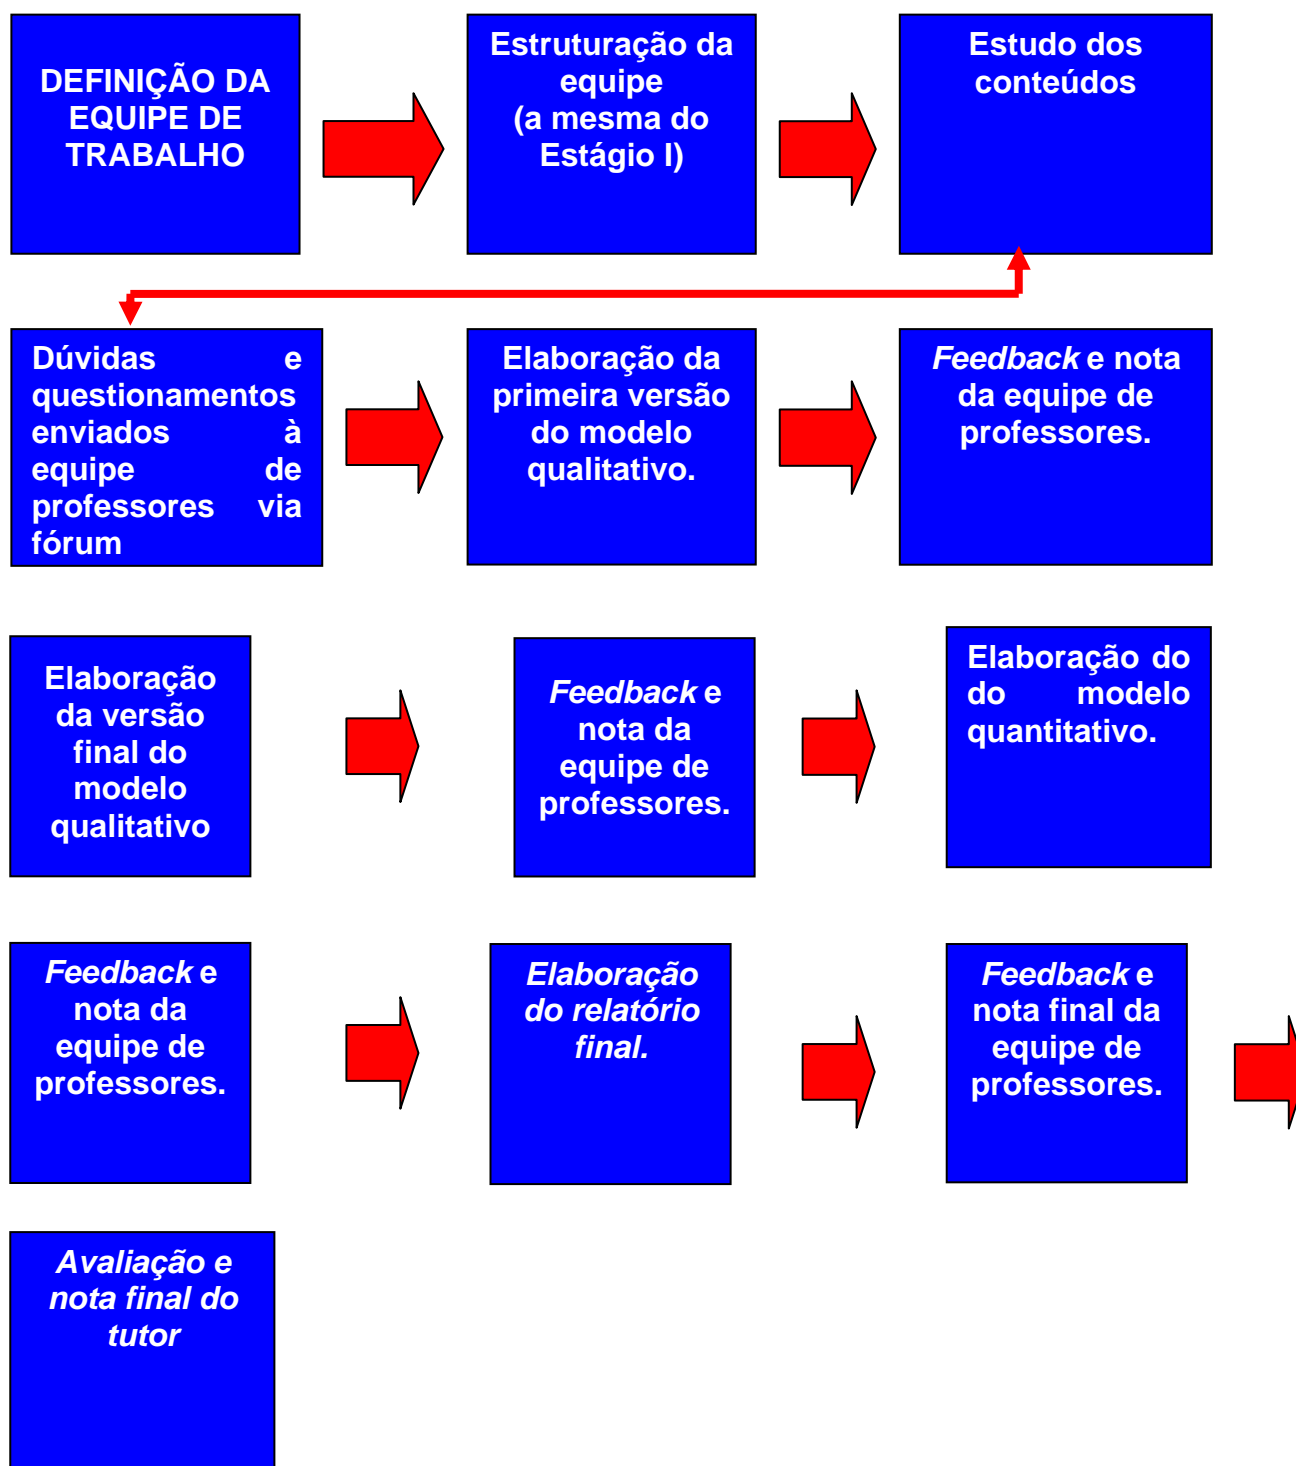 DEFINIÇÃO DA
EQUIPE DE
TRABALHO
Estruturação da
equipe
(a mesma do
Estágio I)
Estudo dos
conteúdos
Dúvidas e
questionamentos
enviados à
equipe de
professores via
fórum
Elaboração da
primeira versão
do modelo
qualitativo.
Feedback e nota
da equipe de
professores.
Elaboração
da versão
final do
modelo
qualitativo
Feedback e
nota da
equipe de
professores.
Elaboração do
do modelo
quantitativo.
Feedback e
nota da
equipe de
professores.
Elaboração
do relatório
final.
Feedback e
nota final da
equipe de
professores.
Avaliação e
nota final do
tutor